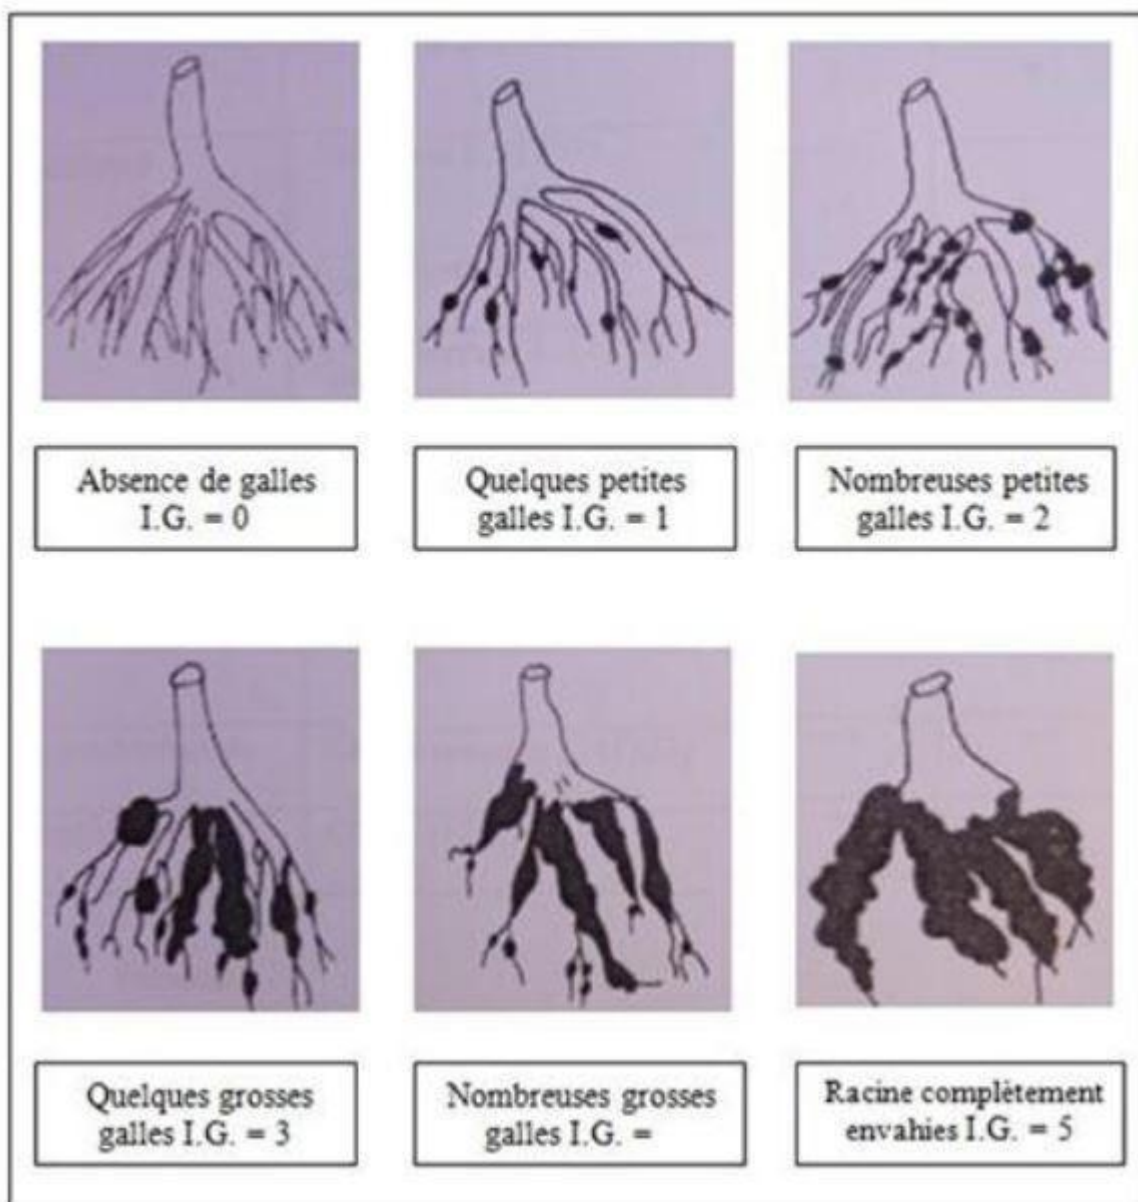 Absence de galles
I.G. = 0
Quelques petites
galles I.G. = 1
Nombreuses petites
galles I.G. = 2
Quelques grosses
galles I.G. = 3
Nombreuses grosses
galles I.G. =
Racine complètement
envahies I.G. = 5